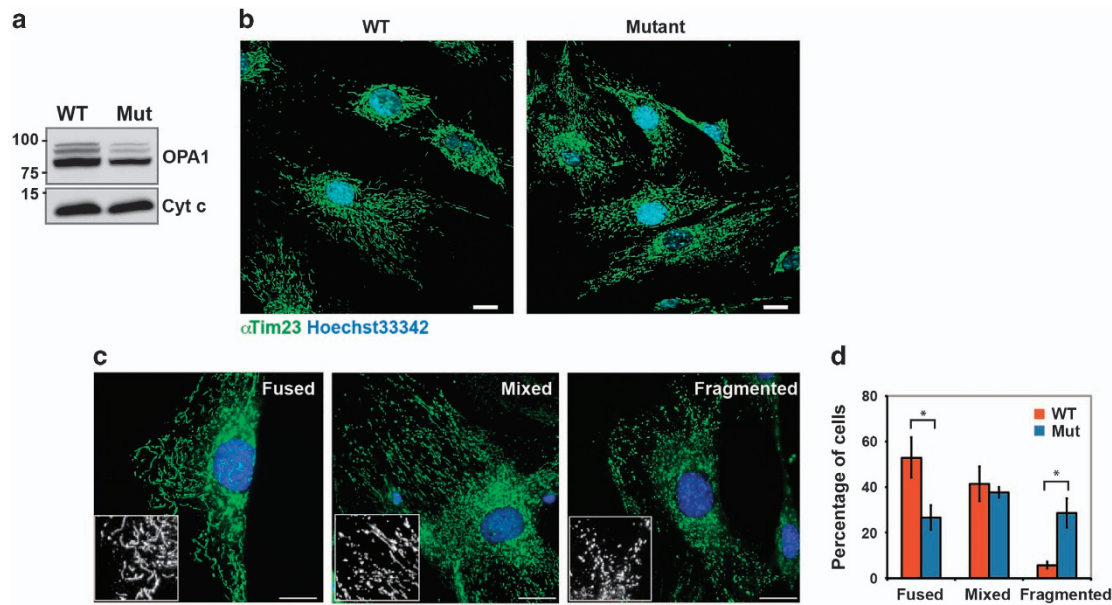 a
WT Mut
100
75
OPA1
15
Cyt c
b
WT
Mutant
αTim23 Hoechst33342
c
Fused
Mixed
Fragmented
d
Percentage of cells
80
60
40
20
0
*
*
WT
Mut
Fused Mixed Fragmented